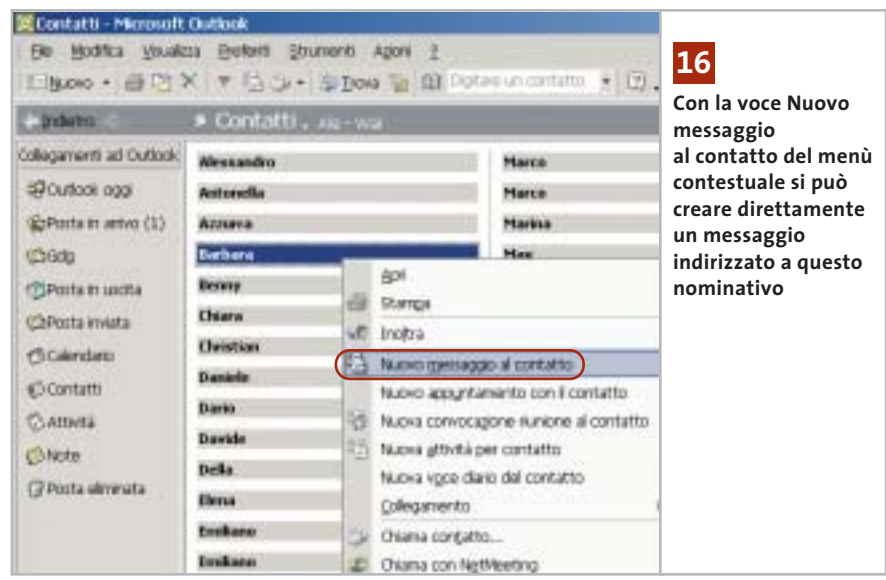 Contatti - Microsoft Outlook
File Modifica Visualizza Preferiti Strumenti Azioni ?
Nuovo Trova Digitare un contatto
Indietro
Contatti.
Collegamenti ad Outlook
Outlook oggi
Posta in arrivo (1)
Gdg
Posta in uscita
Posta inviata
Calendario
Contatti
Attività
Note
Posta eliminata
Alessandro
Antonella
Azzurra
Barbara
Benny
Chiara
Christian
Daniele
Dario
Davide
Delia
Elena
Emiliano
Emiliano
Marco
Marco
Marina
Max
Apri
Stampa
Inoltra
Nuovo messaggio al contatto
Nuovo appuntamento con il contatto
Nuova convocazione riunione al contatto
Nuova attività per contatto
Nuova voce diario del contatto
Collegamento
Chiama contatto...
Chiama con NetMeeting
16
Con la voce Nuovo
messaggio
al contatto del menù
contestuale si può
creare direttamente
un messaggio
indirizzato a questo
nominativo